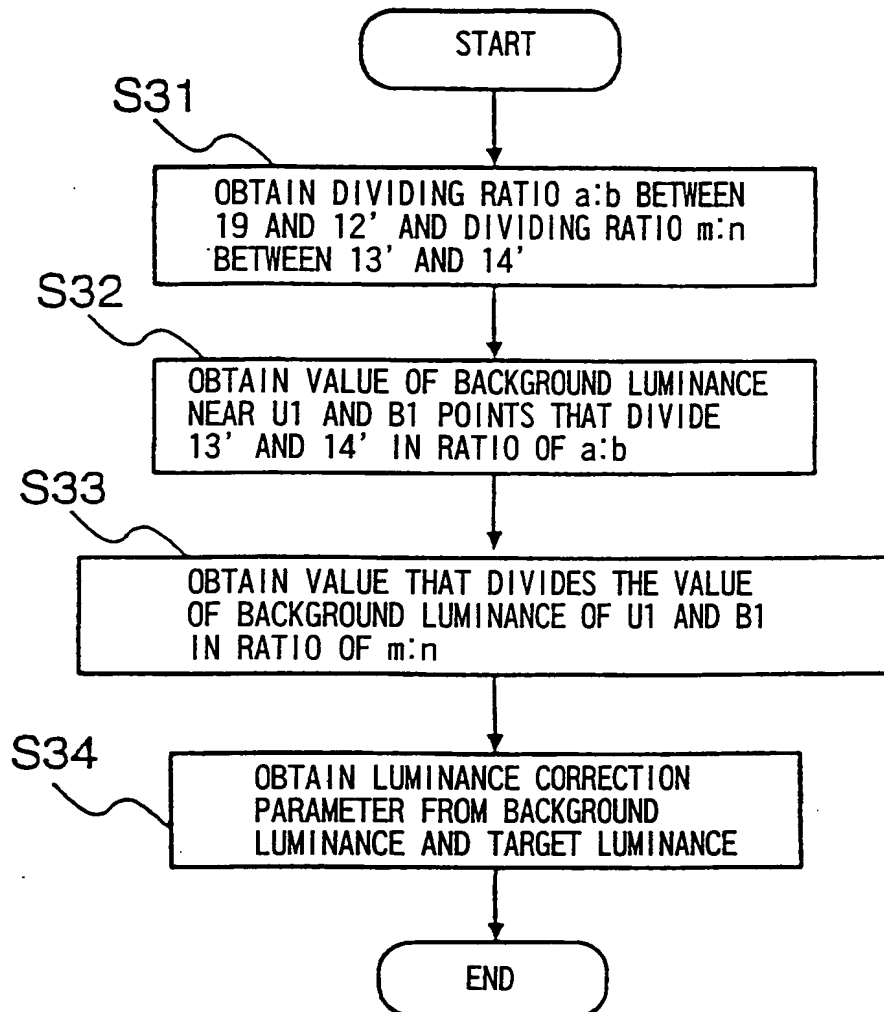 START
S31
OBTAIN DIVIDING RATIO a:b BETWEEN
19 AND 12' AND DIVIDING RATIO m:n
BETWEEN 13' AND 14'
S32
OBTAIN VALUE OF BACKGROUND LUMINANCE
NEAR U1 AND B1 POINTS THAT DIVIDE
13' AND 14' IN RATIO OF a:b
S33
OBTAIN VALUE THAT DIVIDES THE VALUE
OF BACKGROUND LUMINANCE OF U1 AND B1
IN RATIO OF m:n
S34
OBTAIN LUMINANCE CORRECTION
PARAMETER FROM BACKGROUND
LUMINANCE AND TARGET LUMINANCE
END